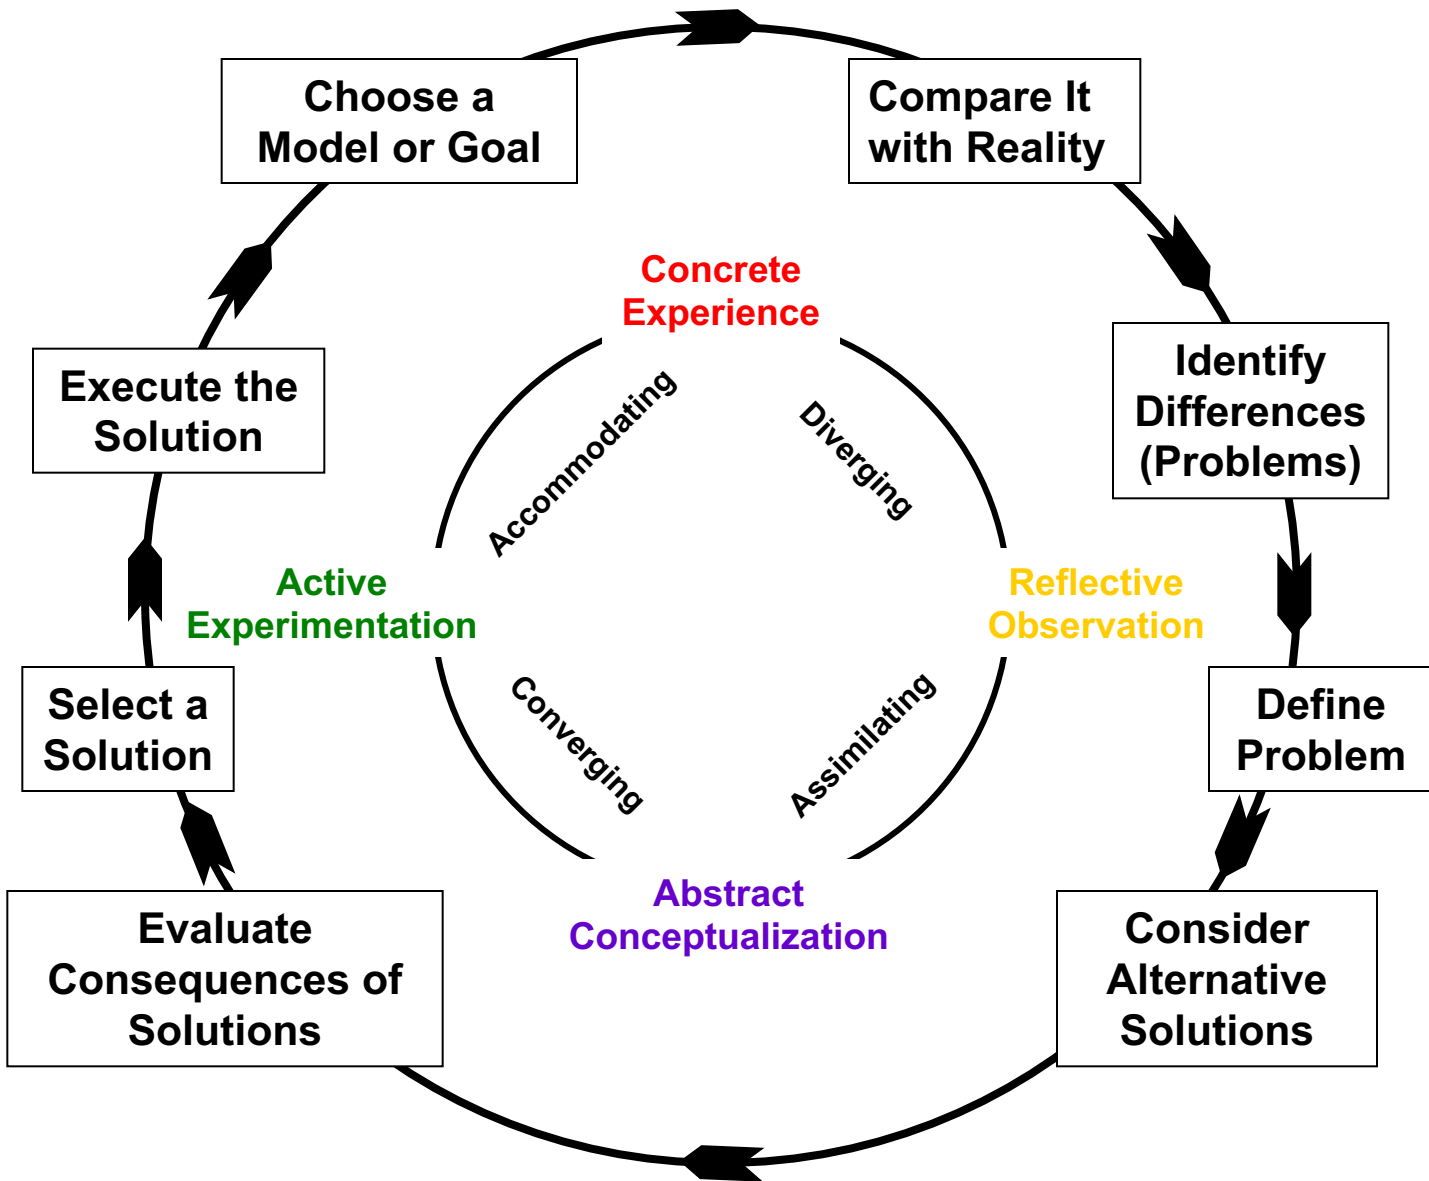 Choose a
Model or Goal
Compare It
with Reality
Identify
Differences
(Problems)
Define
Problem
Consider
Alternative
Solutions
Evaluate
Consequences of
Solutions
Select a
Solution
Execute the
Solution
Concrete
Experience
Diverging
Reflective
Observation
Assimilating
Abstract
Conceptualization
Converging
Active
Experimentation
Accommodating